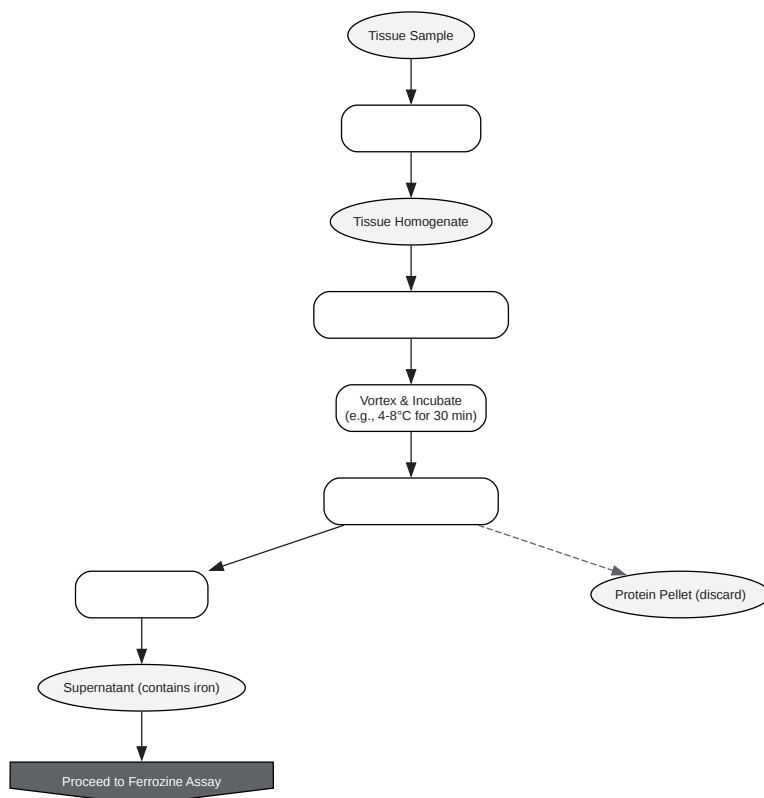 Tissue Sample
Tissue Homogenate
Vortex & Incubate
(e.g., 4-8°C for 30 min)
Protein Pellet (discard)
Supernatant (contains iron)
Proceed to Ferrozine Assay